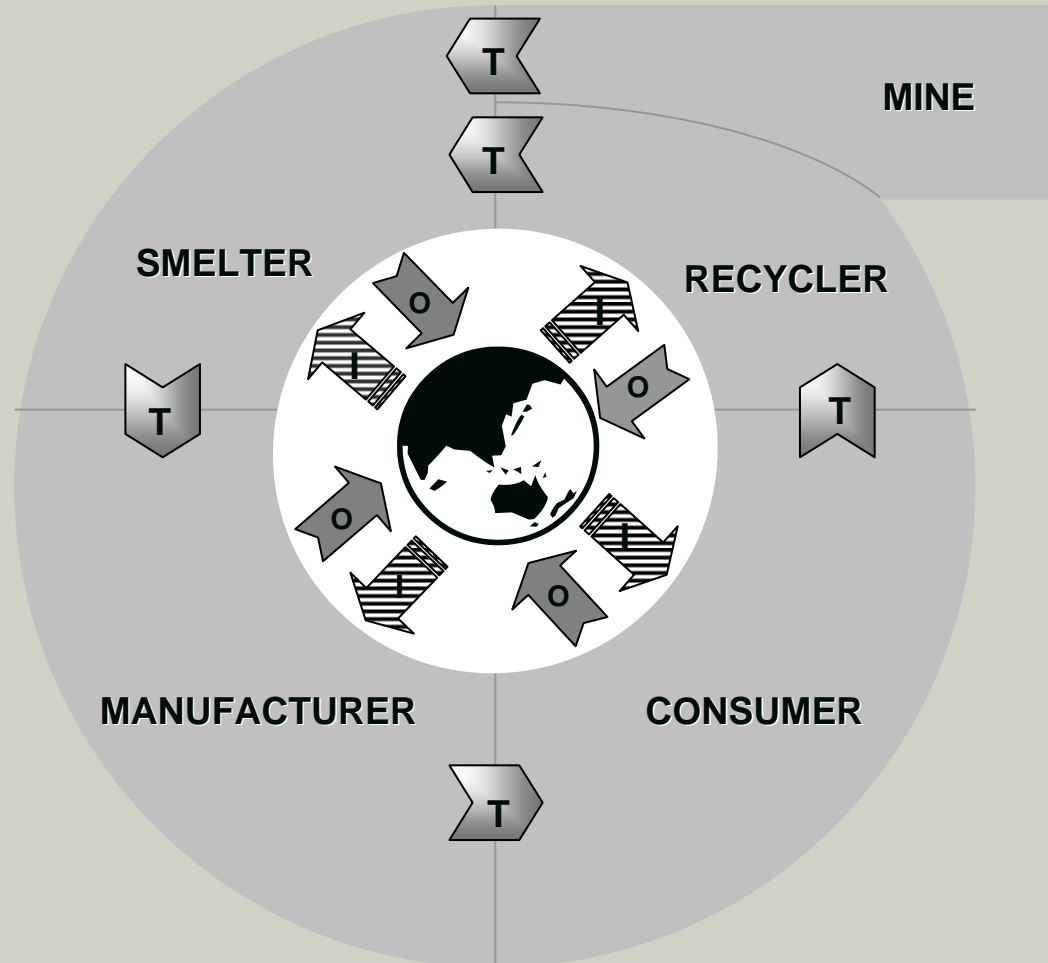 T
MINE
T
SMELTER
RECYCLER
O
I
I
O
T
T
O
I
I
O
MANUFACTURER
CONSUMER
T